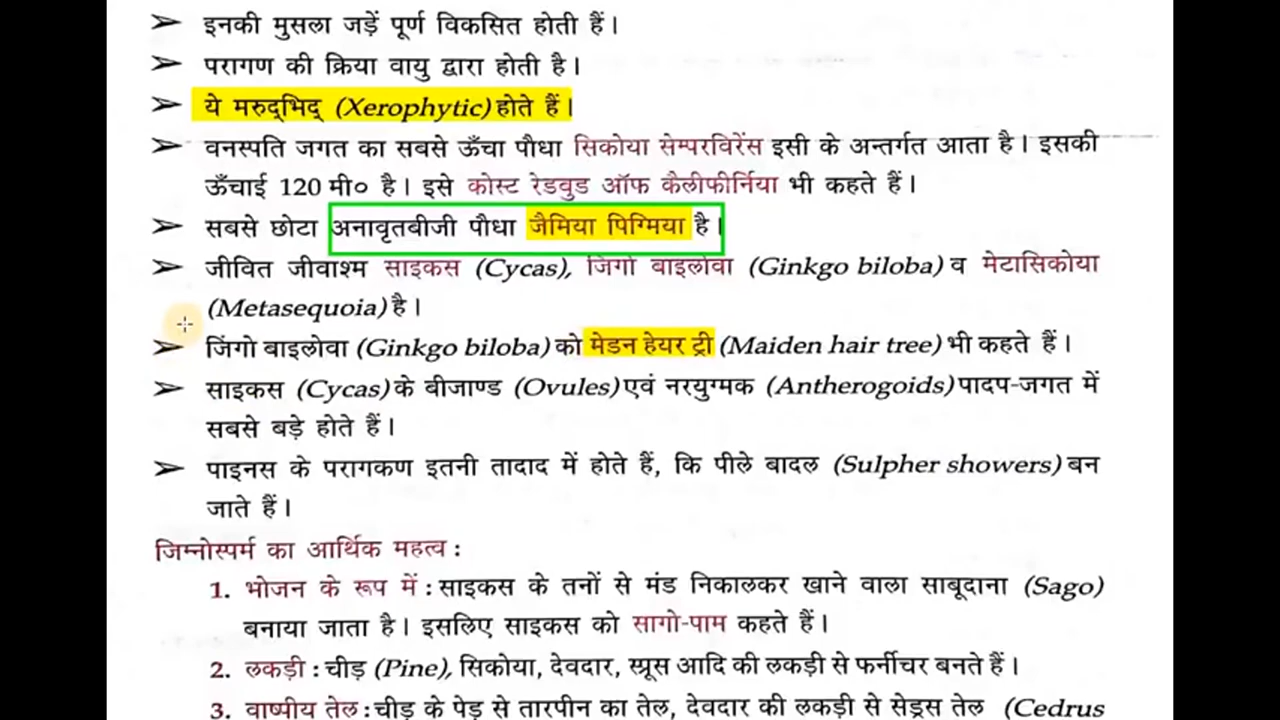 ➢ इनकी मुसला जड़ें पूर्ण विकसित होती हैं।
➢ परागण की क्रिया वायु द्वारा होती है।
➢ ये मरुद्‌भिद् (Xerophytic) होते हैं।
➢ वनस्पति जगत का सबसे ऊँचा पौधा सिकोया सेम्परविरेंस इसी के अन्तर्गत आता है। इसकी
ऊँचाई 120 मी० है। इसे कोस्ट रेडवुड ऑफ कैलीफीर्निया भी कहते हैं।
➢ सबसे छोटा अनावृतबीजी पौधा जैमिया पिग्मिया है।
➢ जीवित जीवाश्म साइकस (Cycas), जिंगो बाइलोवा (Ginkgo biloba) व मेटासिकोया
(Metasequoia) है।
➢ जिंगो बाइलोवा (Ginkgo biloba) को मेडन हेयर ट्री (Maiden hair tree) भी कहते हैं।
➢ साइकस (Cycas) के बीजाण्ड (Ovules) एवं नरयुग्मक (Antherogoids) पादप-जगत में
सबसे बड़े होते हैं।
➢ पाइनस के परागकण इतनी तादाद में होते हैं, कि पीले बादल (Sulpher showers) बन
जाते हैं।
जिम्नोस्पर्म का आर्थिक महत्व :
1. भोजन के रूप में : साइकस के तनों से मंड निकालकर खाने वाला साबूदाना (Sago)
बनाया जाता है। इसलिए साइकस को सागो-पाम कहते हैं।
2. लकड़ी : चीड़ (Pine), सिकोया, देवदार, स्प्रूस आदि की लकड़ी से फर्नीचर बनते हैं।
3. वाष्पीय तेल : चीड़ के पेड़ से तारपीन का तेल, देवदार की लकड़ी से सेड्रस तेल (Cedrus